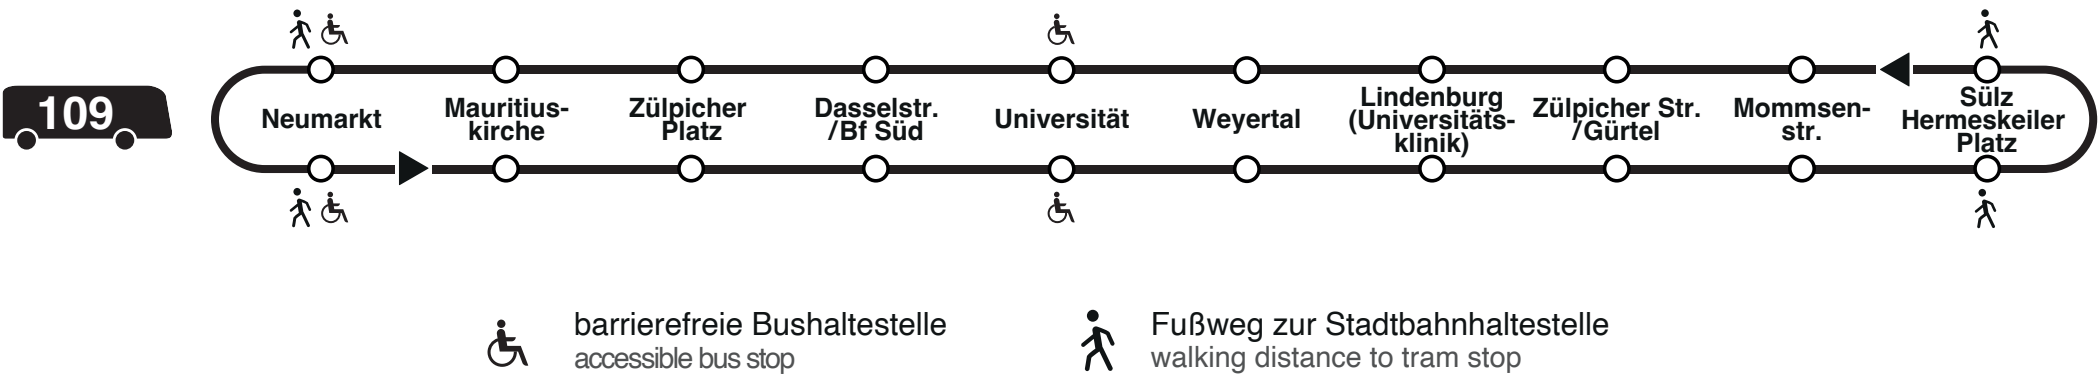 109
Neumarkt
Mauritius-
kirche
Zülpicher
Platz
Dasselstr.
/Bf Süd
Universität
Weyertal
Lindenburg
(Universitäts-
klinik)
Zülpicher Str.
/Gürtel
Mommsen-
str.
Sülz
Hermeskeiler
Platz
barrierefreie Bushaltestelle
accessible bus stop
Fußweg zur Stadtbahnhaltestelle
walking distance to tram stop